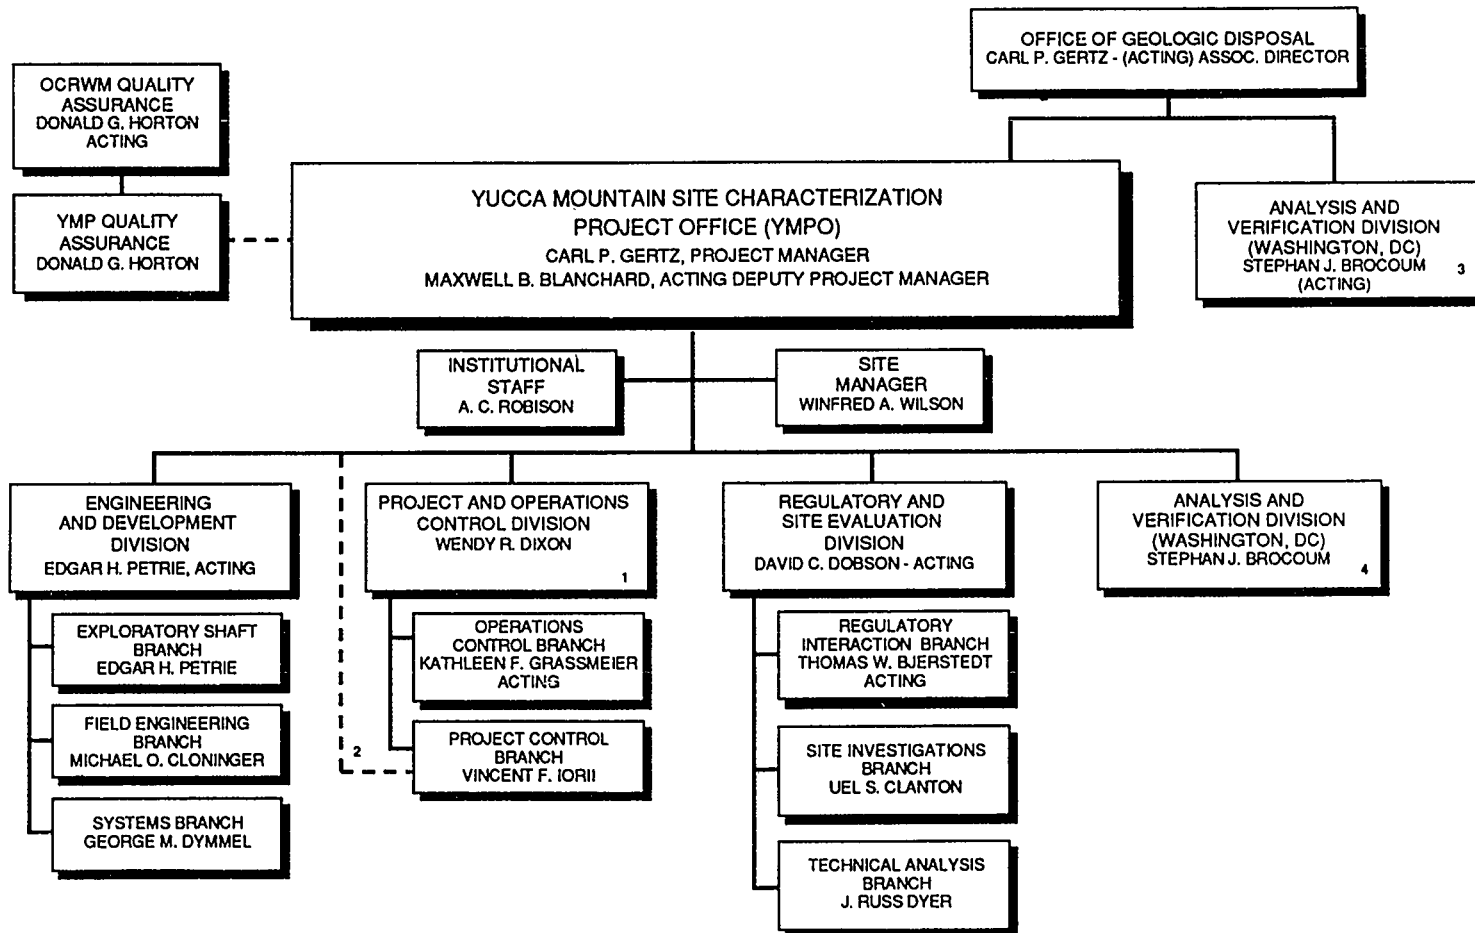 OFFICE OF GEOLOGIC DISPOSAL
CARL P. GERTZ - (ACTING) ASSOC. DIRECTOR
OCRWM QUALITY
ASSURANCE
DONALD G. HORTON
ACTING
YMP QUALITY
ASSURANCE
DONALD G. HORTON
YUCCA MOUNTAIN SITE CHARACTERIZATION
PROJECT OFFICE (YMPO)
CARL P. GERTZ, PROJECT MANAGER
MAXWELL B. BLANCHARD, ACTING DEPUTY PROJECT MANAGER
ANALYSIS AND
VERIFICATION DIVISION
(WASHINGTON, DC)
STEPHAN J. BROCOUM
(ACTING)
3
INSTITUTIONAL
STAFF
A. C. ROBISON
SITE
MANAGER
WINFRED A. WILSON
ENGINEERING
AND DEVELOPMENT
DIVISION
EDGAR H. PETRIE, ACTING
EXPLORATORY SHAFT
BRANCH
EDGAR H. PETRIE
FIELD ENGINEERING
BRANCH
MICHAEL O. CLONINGER
SYSTEMS BRANCH
GEORGE M. DYMMEL
2
PROJECT AND OPERATIONS
CONTROL DIVISION
WENDY R. DIXON
1
OPERATIONS
CONTROL BRANCH
KATHLEEN F. GRASSMEIER
ACTING
PROJECT CONTROL
BRANCH
VINCENT F. IORII
REGULATORY AND
SITE EVALUATION
DIVISION
DAVID C. DOBSON - ACTING
REGULATORY
INTERACTION BRANCH
THOMAS W. BJERSTEDT
ACTING
SITE INVESTIGATIONS
BRANCH
UEL S. CLANTON
TECHNICAL ANALYSIS
BRANCH
J. RUSS DYER
ANALYSIS AND
VERIFICATION DIVISION
(WASHINGTON, DC)
STEPHAN J. BROCOUM
4